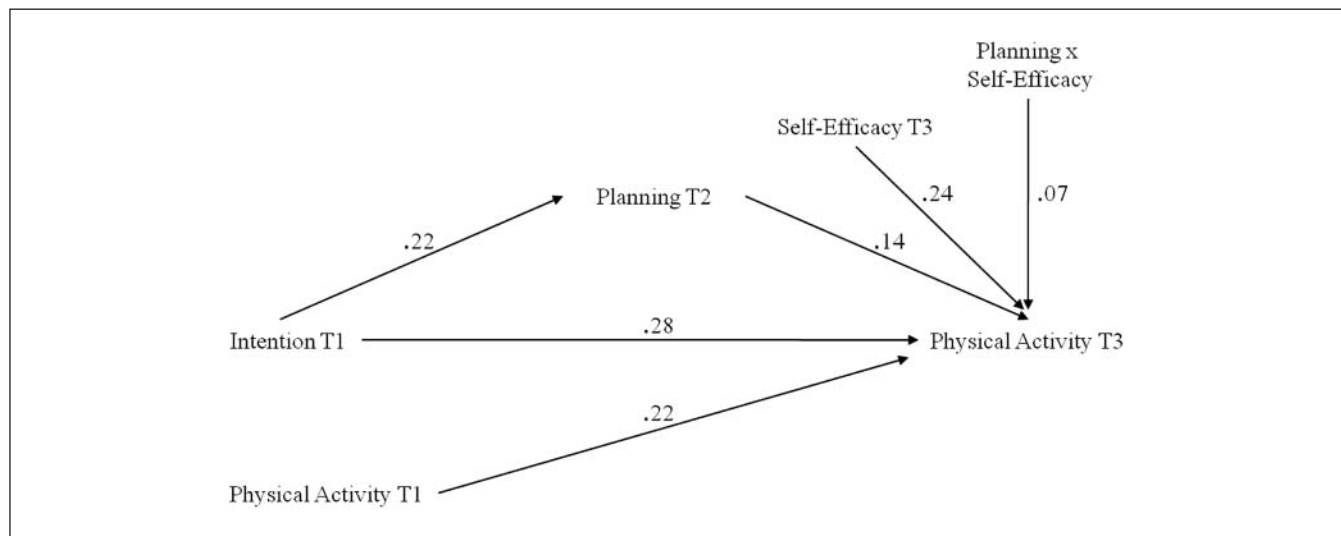 Planning x
Self-Efficacy
Self-Efficacy T3
.24
.07
Planning T2
.22
.14
Intention T1
.28
Physical Activity T3
.22
Physical Activity T1